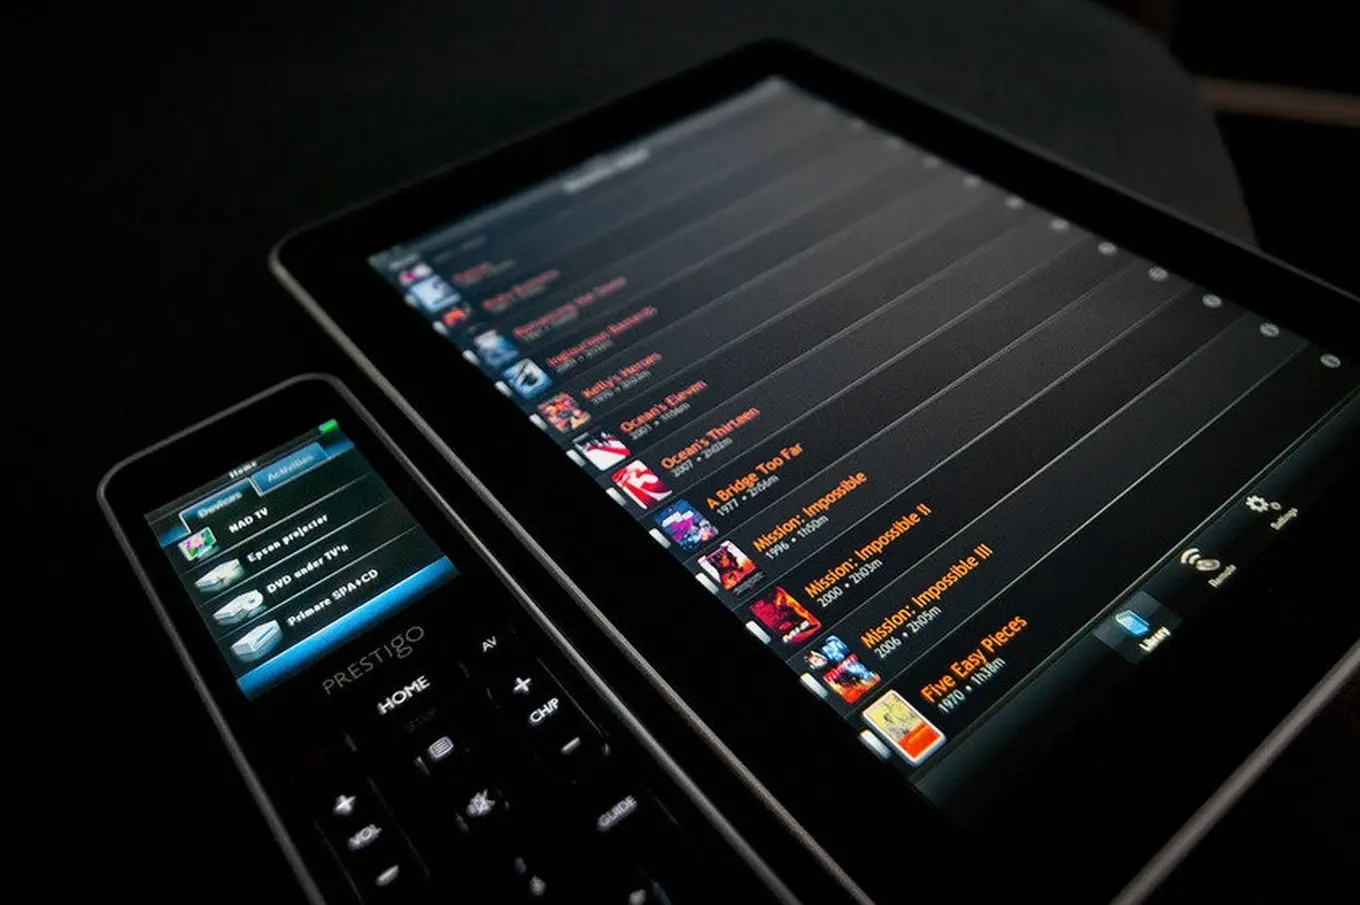 Home
Devices
Activities
NAD TV
Epson projector
DVD under TV'n
Primare SPA+CD
PRESTIGO
HOME
AV
+
CH/P
-
+
VOL
-
GUIDE
Inglourious Basterds
Kelly's Heroes
1970 • 2h23m
Ocean's Eleven
2001 • 1h56m
Ocean's Thirteen
2007 • 2h02m
A Bridge Too Far
1977 • 2h56m
Mission: Impossible
1996 • 1h50m
Mission: Impossible II
2000 • 2h03m
Mission: Impossible III
2006 • 2h05m
Five Easy Pieces
1970 • 1h38m
Library
Remote
Settings